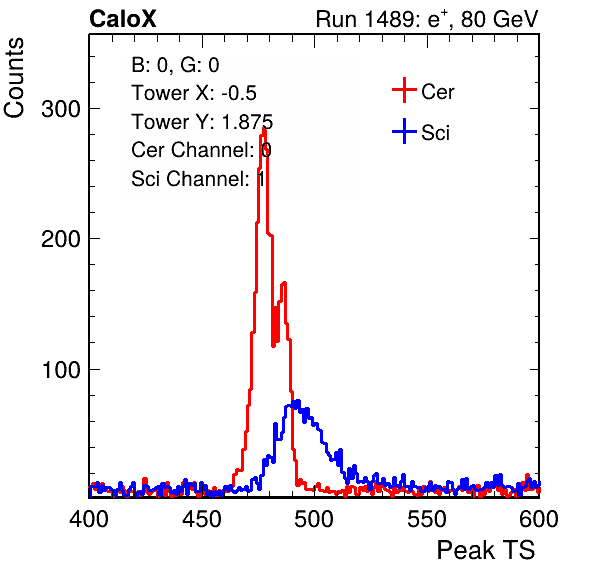 CaloX Run 1489: e+, 80 GeV
Counts
B: 0, G: 0
Tower X: -0.5
Tower Y: 1.875
Cer Channel: 0
Sci Channel: 1
Cer
Sci
300
200
100
400 450 500 550 600
Peak TS